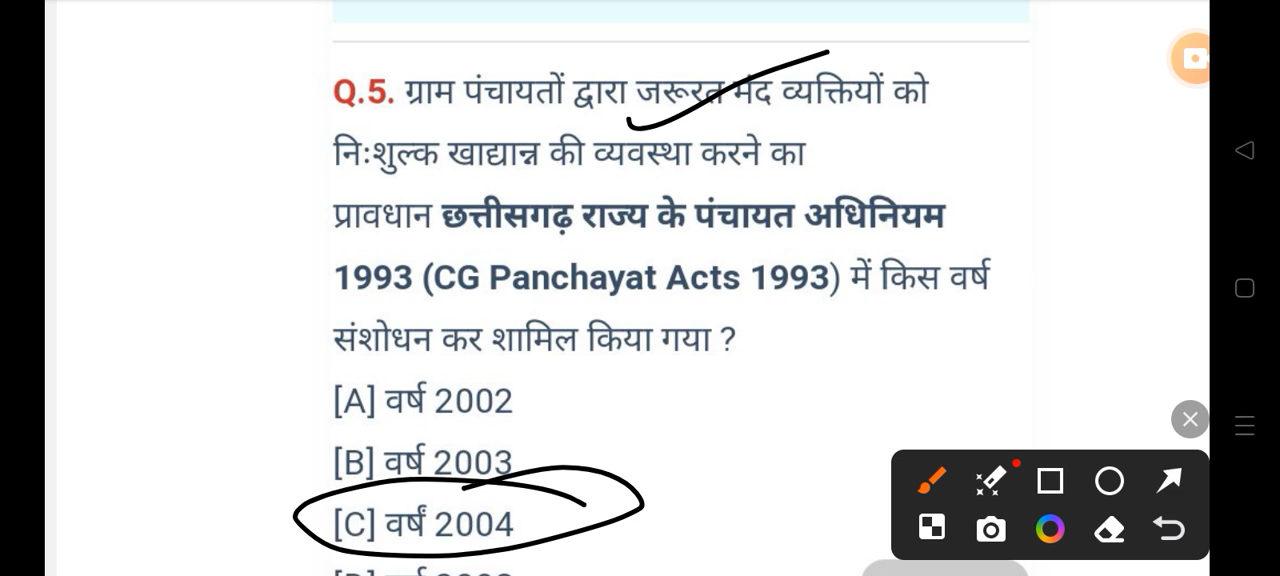 Q.5. ग्राम पंचायतों द्वारा जरूरत मंद व्यक्तियों को
नि:शुल्क खाद्यान्न की व्यवस्था करने का
प्रावधान छत्तीसगढ़ राज्य के पंचायत अधिनियम
1993 (CG Panchayat Acts 1993) में किस वर्ष
संशोधन कर शामिल किया गया ?
[A] वर्ष 2002
[B] वर्ष 2003
[C] वर्षं 2004